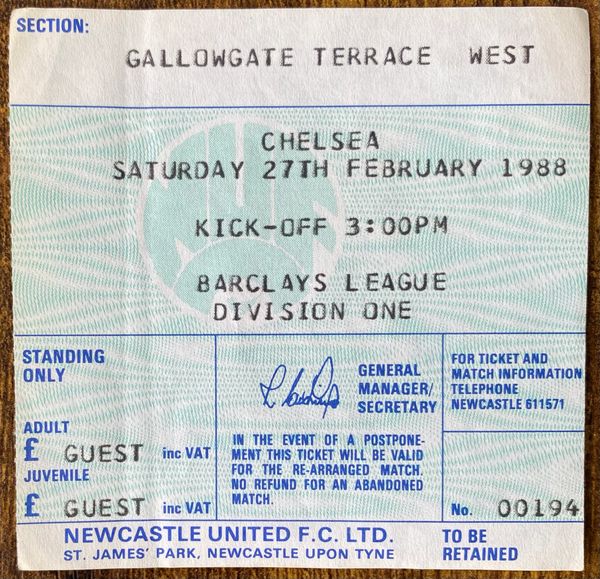 SECTION:
GALLOWGATE TERRACE WEST
CHELSEA
SATURDAY 27TH FEBRUARY 1988
NUFC
KICK-OFF 3:00PM
BARCLAYS LEAGUE
DIVISION ONE
STANDING
ONLY
ADULT
£ GUEST inc VAT
JUVENILE
£ GUEST inc VAT
GENERAL
MANAGER/
SECRETARY
IN THE EVENT OF A POSTPONE-
MENT THIS TICKET WILL BE VALID
FOR THE RE-ARRANGED MATCH.
NO REFUND FOR AN ABANDONED
MATCH.
FOR TICKET AND
MATCH INFORMATION
TELEPHONE
NEWCASTLE 611571
No. 00194
NEWCASTLE UNITED F.C. LTD.
ST. JAMES' PARK, NEWCASTLE UPON TYNE
TO BE
RETAINED